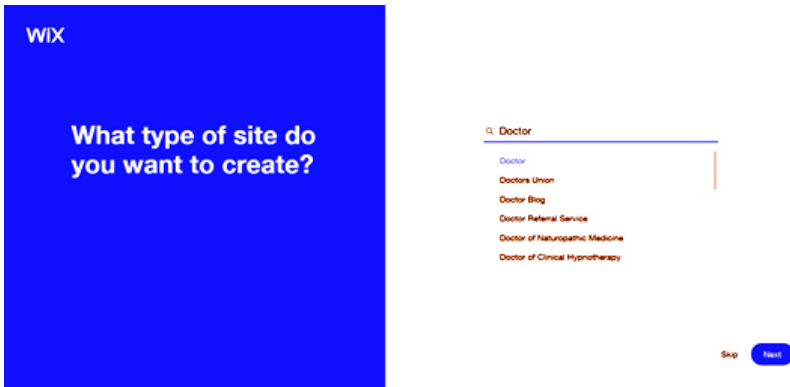 WIX
What type of site do
you want to create?
Doctor
Doctor
Doctors Union
Doctor Blog
Doctor Referral Service
Doctor of Naturopathic Medicine
Doctor of Clinical Hypnotherapy
Skip
Next